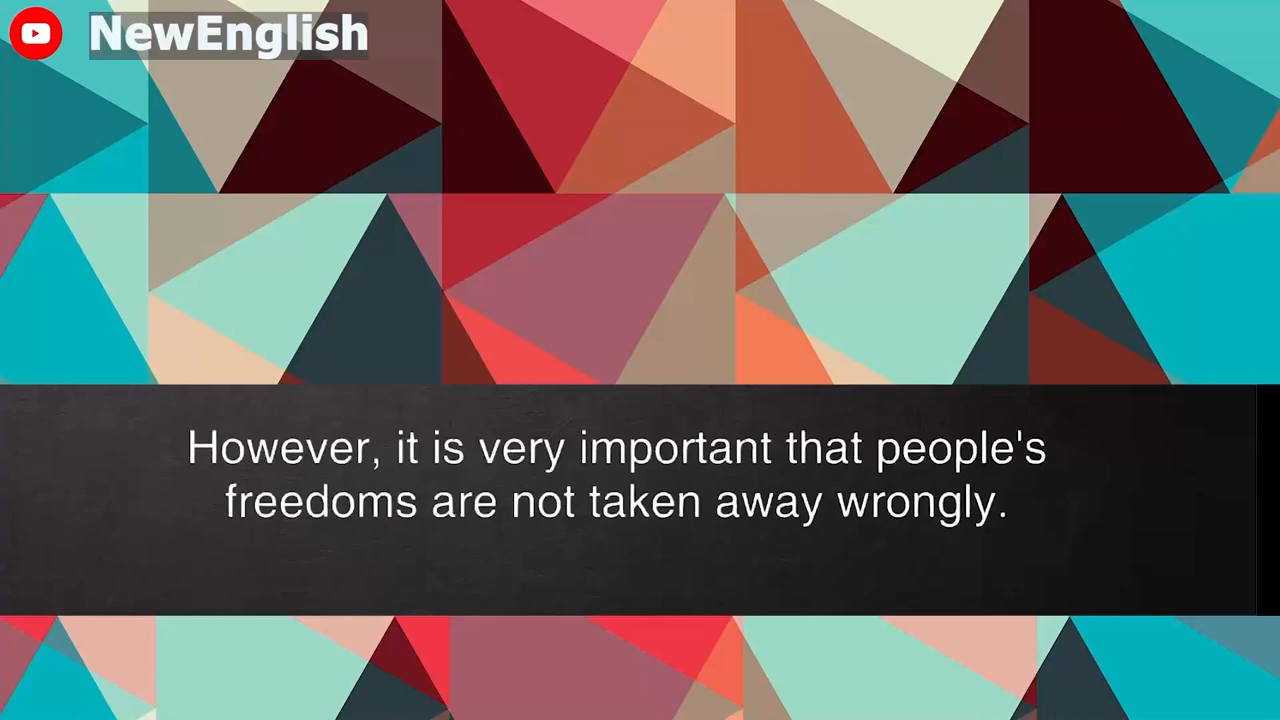 NewEnglish
However, it is very important that people's
freedoms are not taken away wrongly.